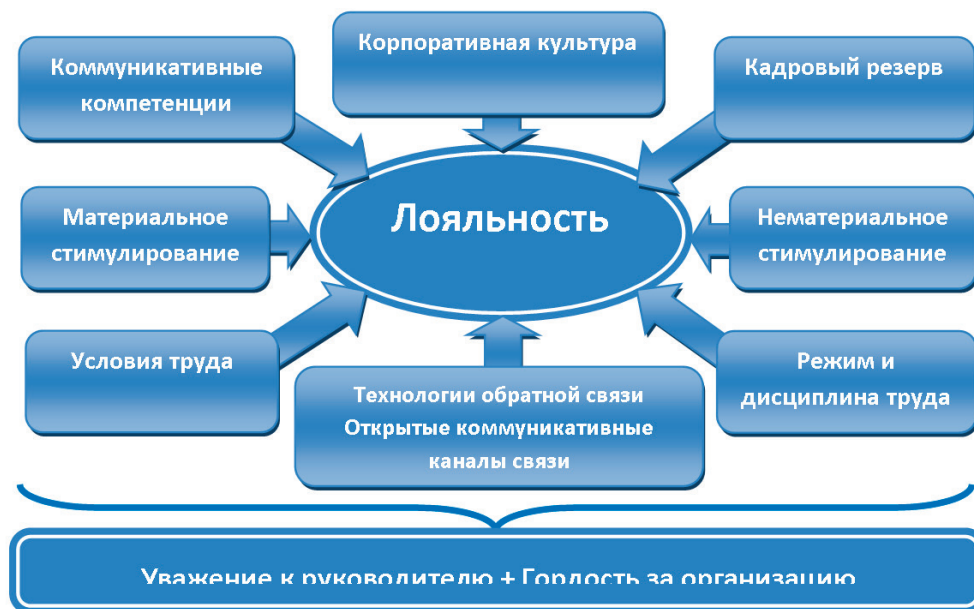 Коммуникативные
компетенции
Корпоративная культура
Кадровый резерв
Материальное
стимулирование
Лояльность
Нематериальное
стимулирование
Условия труда
Технологии обратной связи
Открытые коммуникативные
каналы связи
Режим и
дисциплина труда
Уважение к руководителю + Гордость за организацию